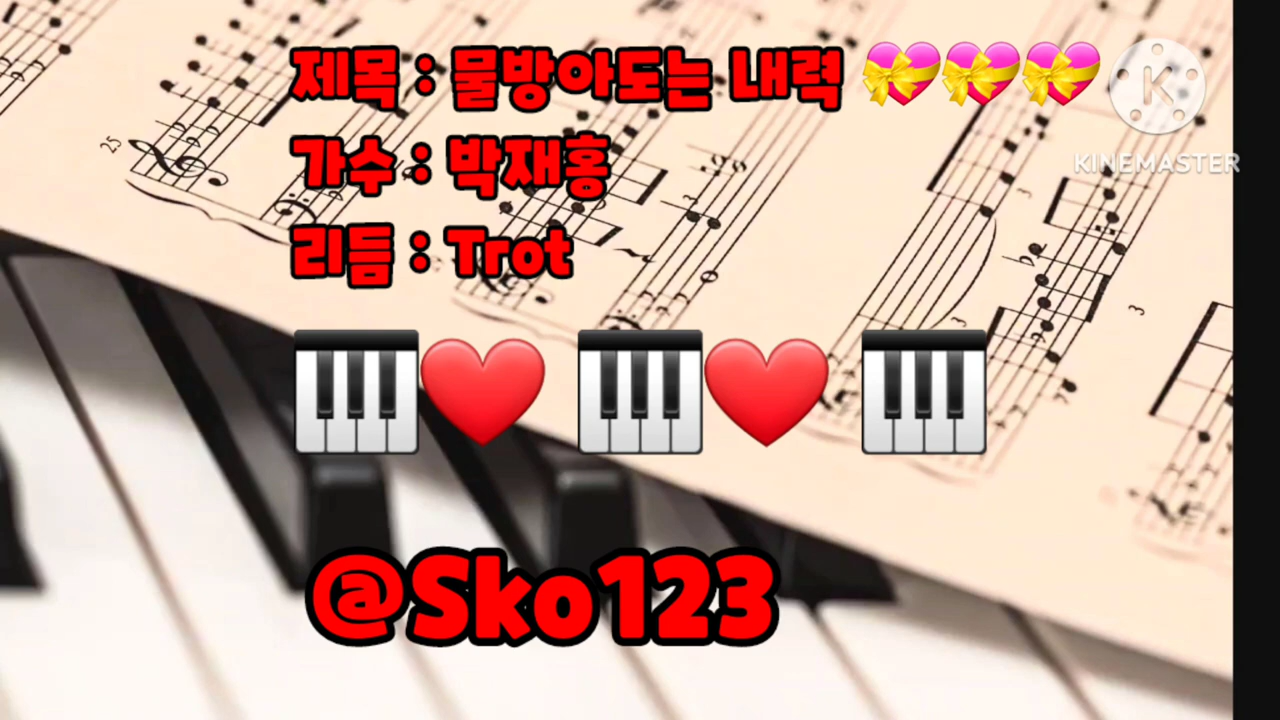 제목 : 물방아도는 내력 💝💝💝
가수 : 박재홍
리듬 : Trot
🎹❤️ 🎹❤️ 🎹
@Sko123
KINEMASTER